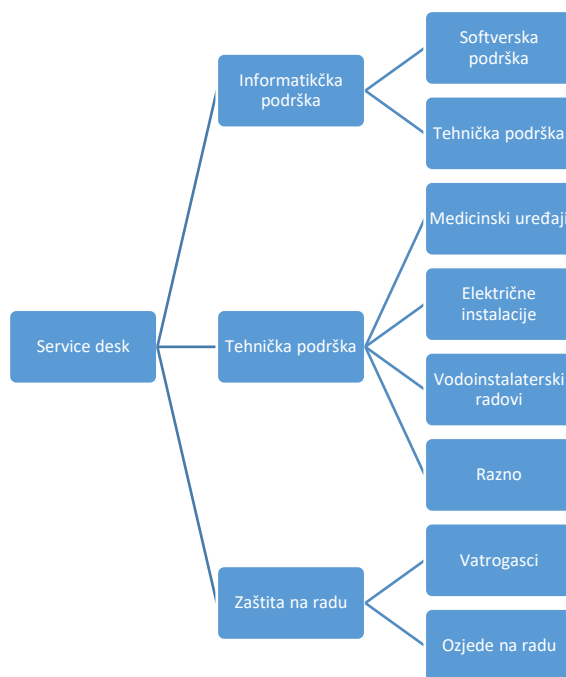 Softverska
podrška
Informatikčka
podrška
Tehnička podrška
Medicinski uređaji
Električne
instalacije
Service desk
Tehnička podrška
Vodoinstalaterski
radovi
Razno
Vatrogasci
Zaštita na radu
Ozjede na radu